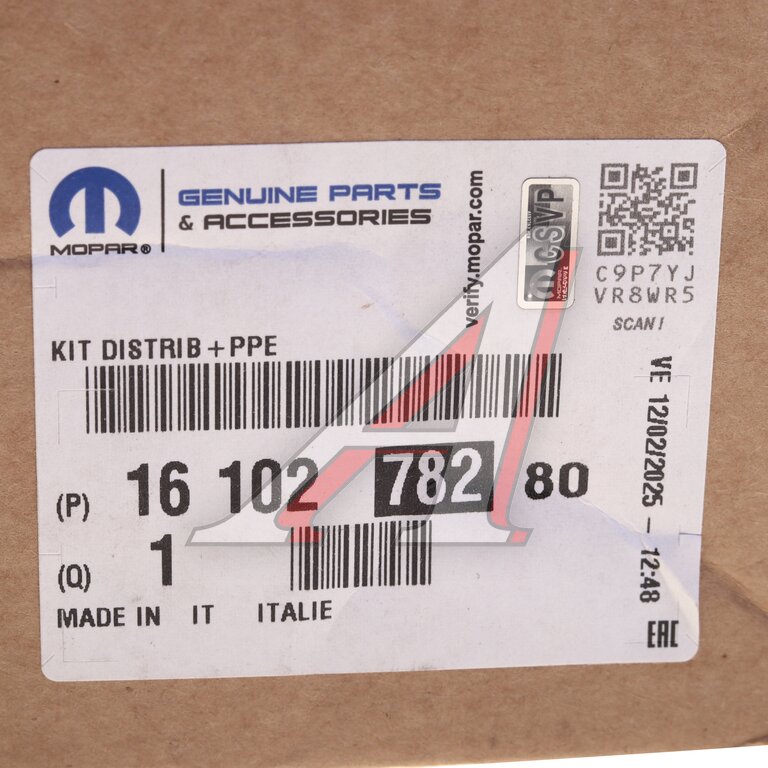 MOPAR®
GENUINE PARTS
& ACCESSORIES
verify.mopar.com
CSVP
MOPAR
C9P7YJ
VR8WR5
SCAN!
KIT DISTRIB+PPE
(P) 16 102 782 80
(Q) 1
MADE IN IT ITALIE
VE 12/02/2025 - 12:48
EAC